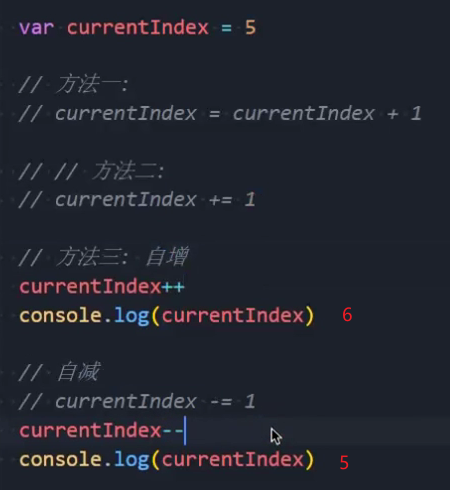 var currentIndex = 5
// 方法一:
// currentIndex = currentIndex + 1
// // 方法二:
// currentIndex += 1
// 方法三: 自增
currentIndex++
console.log(currentIndex) 6
// 自减
// currentIndex -= 1
currentIndex--
console.log(currentIndex) 5